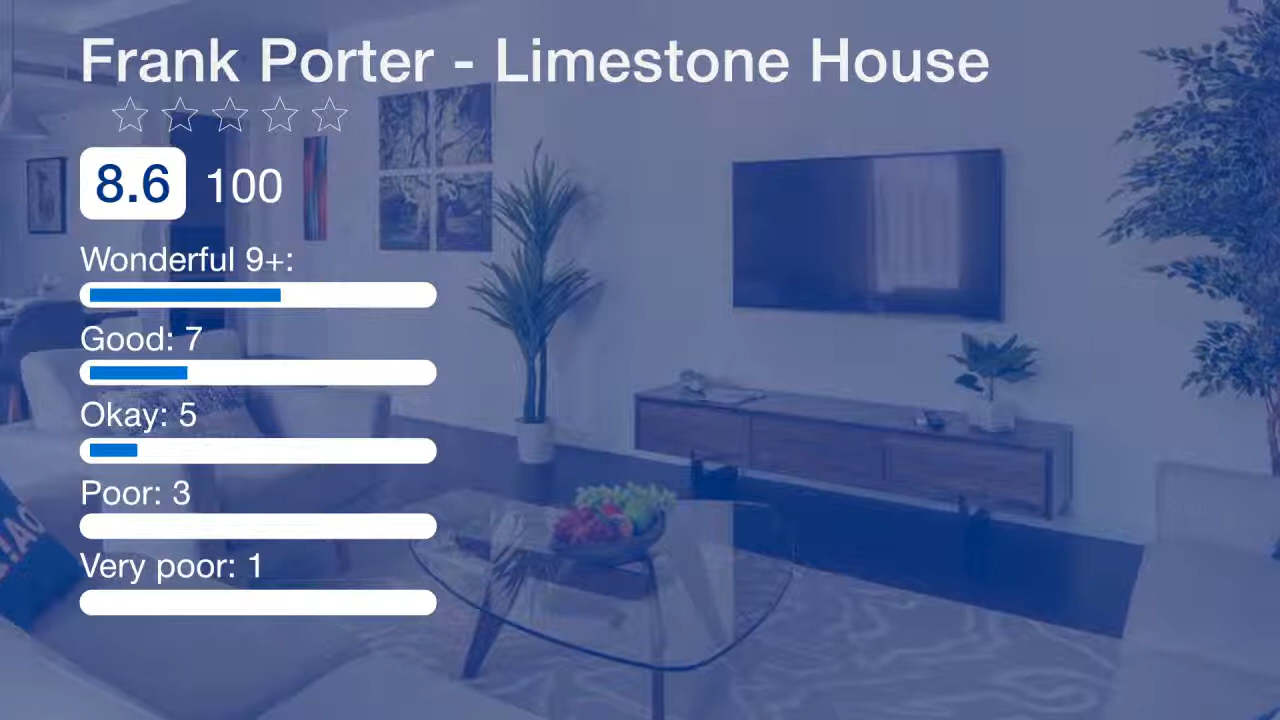 Frank Porter - Limestone House
8.6 100
Wonderful 9+:
Good: 7
Okay: 5
Poor: 3
Very poor: 1